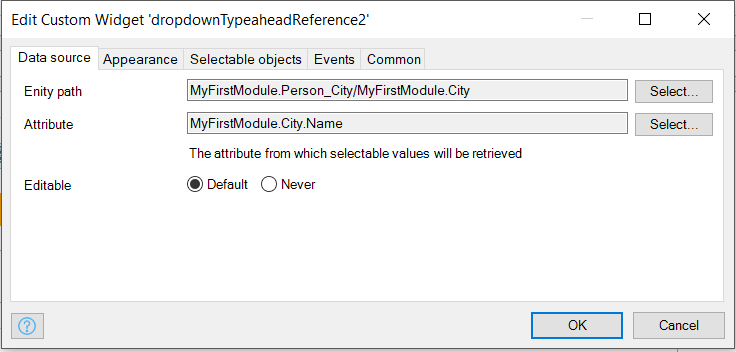 Edit Custom Widget 'dropdownTypeaheadReference2'
Data source Appearance Selectable objects Events Common
Enity path MyFirstModule.Person_City/MyFirstModule.City Select...
Attribute MyFirstModule.City.Name Select...
The attribute from which selectable values will be retrieved
Editable Default Never
? OK Cancel